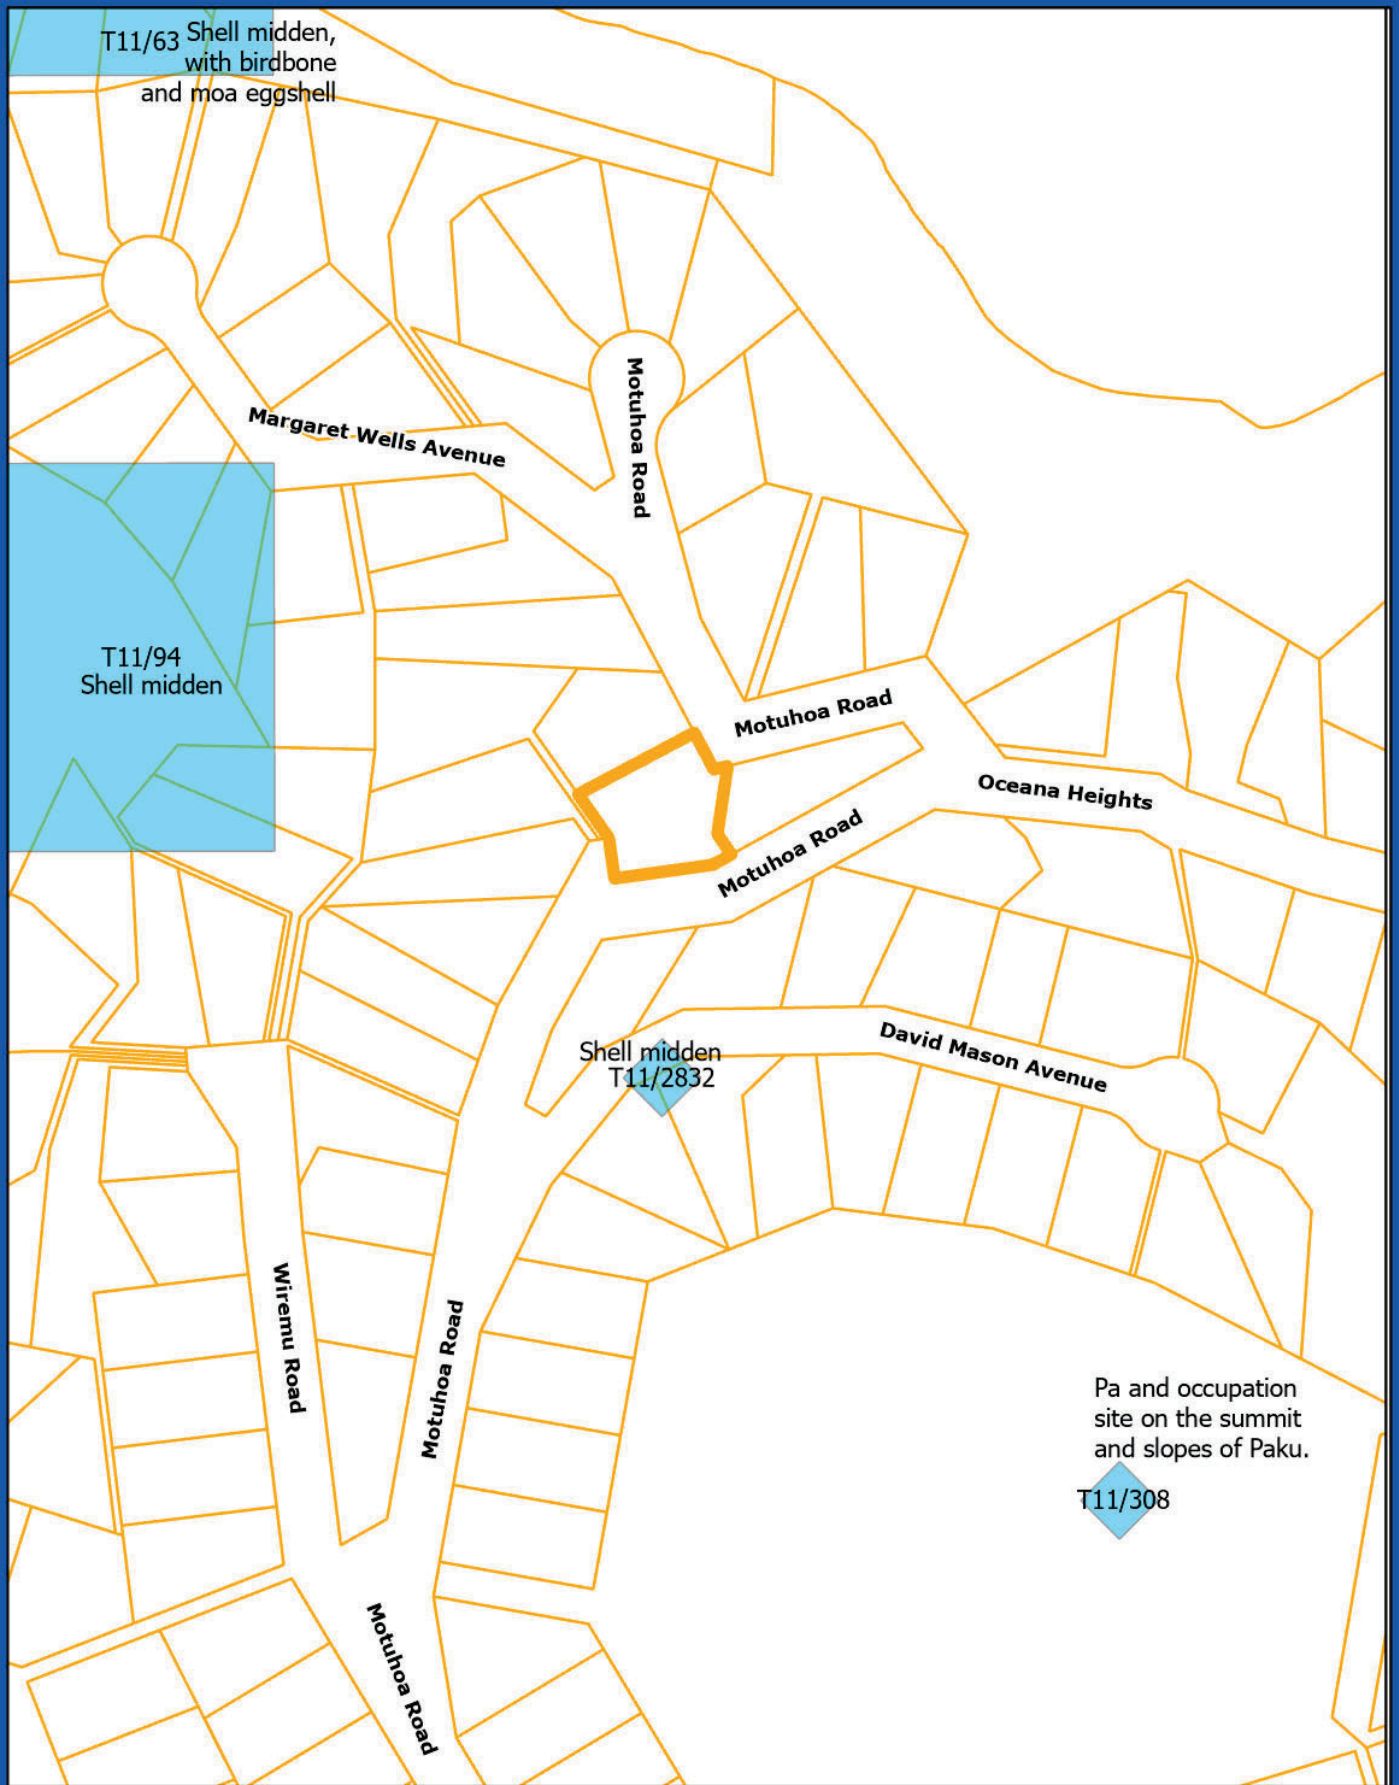 T11/63 Shell midden,
with birdbone
and moa eggshell
Motuhoa Road
Margaret Wells Avenue
T11/94
Shell midden
Motuhoa Road
Oceana Heights
Motuhoa Road
David Mason Avenue
Shell midden
T11/2832
Wiremu Road
Motuhoa Road
Pa and occupation
site on the summit
and slopes of Paku.
T11/308
Motuhoa Road